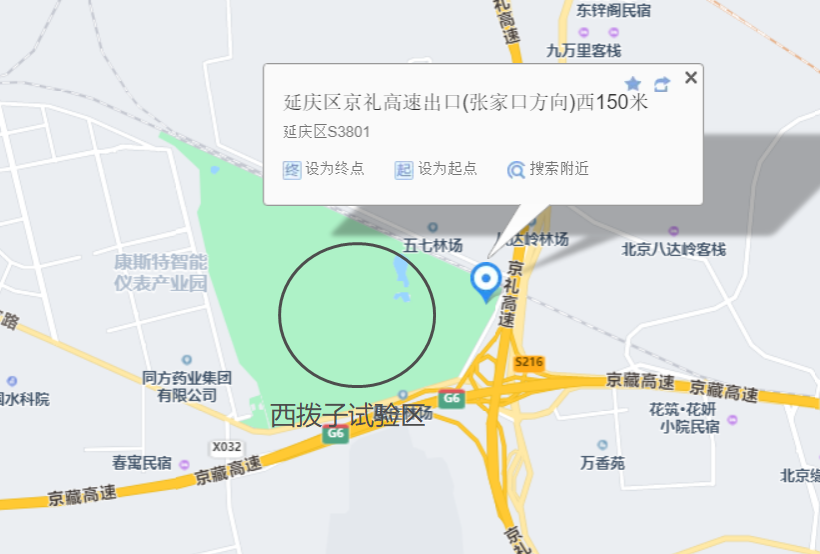 礼
高
速
东锌阁民宿
九万里客栈
延庆区京礼高速出口(张家口方向)西150米
延庆区S3801
终 设为终点
起 设为起点
搜索附近
五七林场
八达岭林场
北京八达岭客栈
康斯特智能
仪表产业园
京礼高速
路
S216
同方药业集团
有限公司
京藏高速
京藏高速
国水科院
G6
花筑·花妍
小院民宿
西拨子试验区
林场
G6
X032
春寓民宿
京藏高速
京藏高速
万香苑
北京缘
京礼